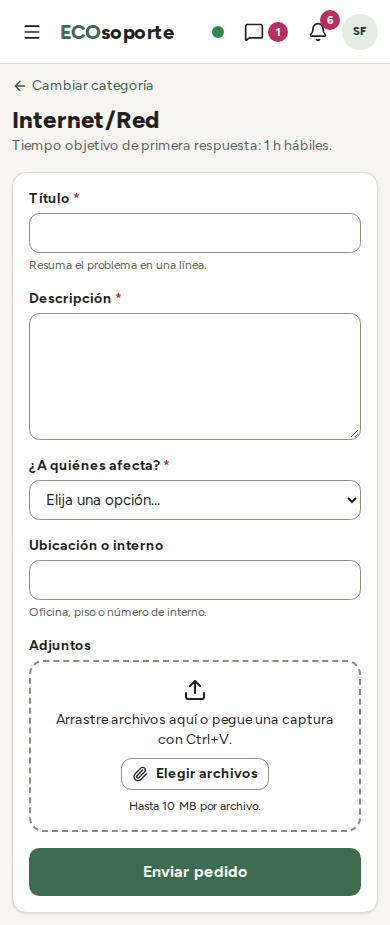 ECOsoporte
1
6
SF
Cambiar categoría
Internet/Red
Tiempo objetivo de primera respuesta: 1 h hábiles.
Título *
Resuma el problema en una línea.
Descripción *
¿A quiénes afecta? *
Elija una opción...
Ubicación o interno
Oficina, piso o número de interno.
Adjuntos
Arrastre archivos aquí o pegue una captura
con Ctrl+V.
Elegir archivos
Hasta 10 MB por archivo.
Enviar pedido